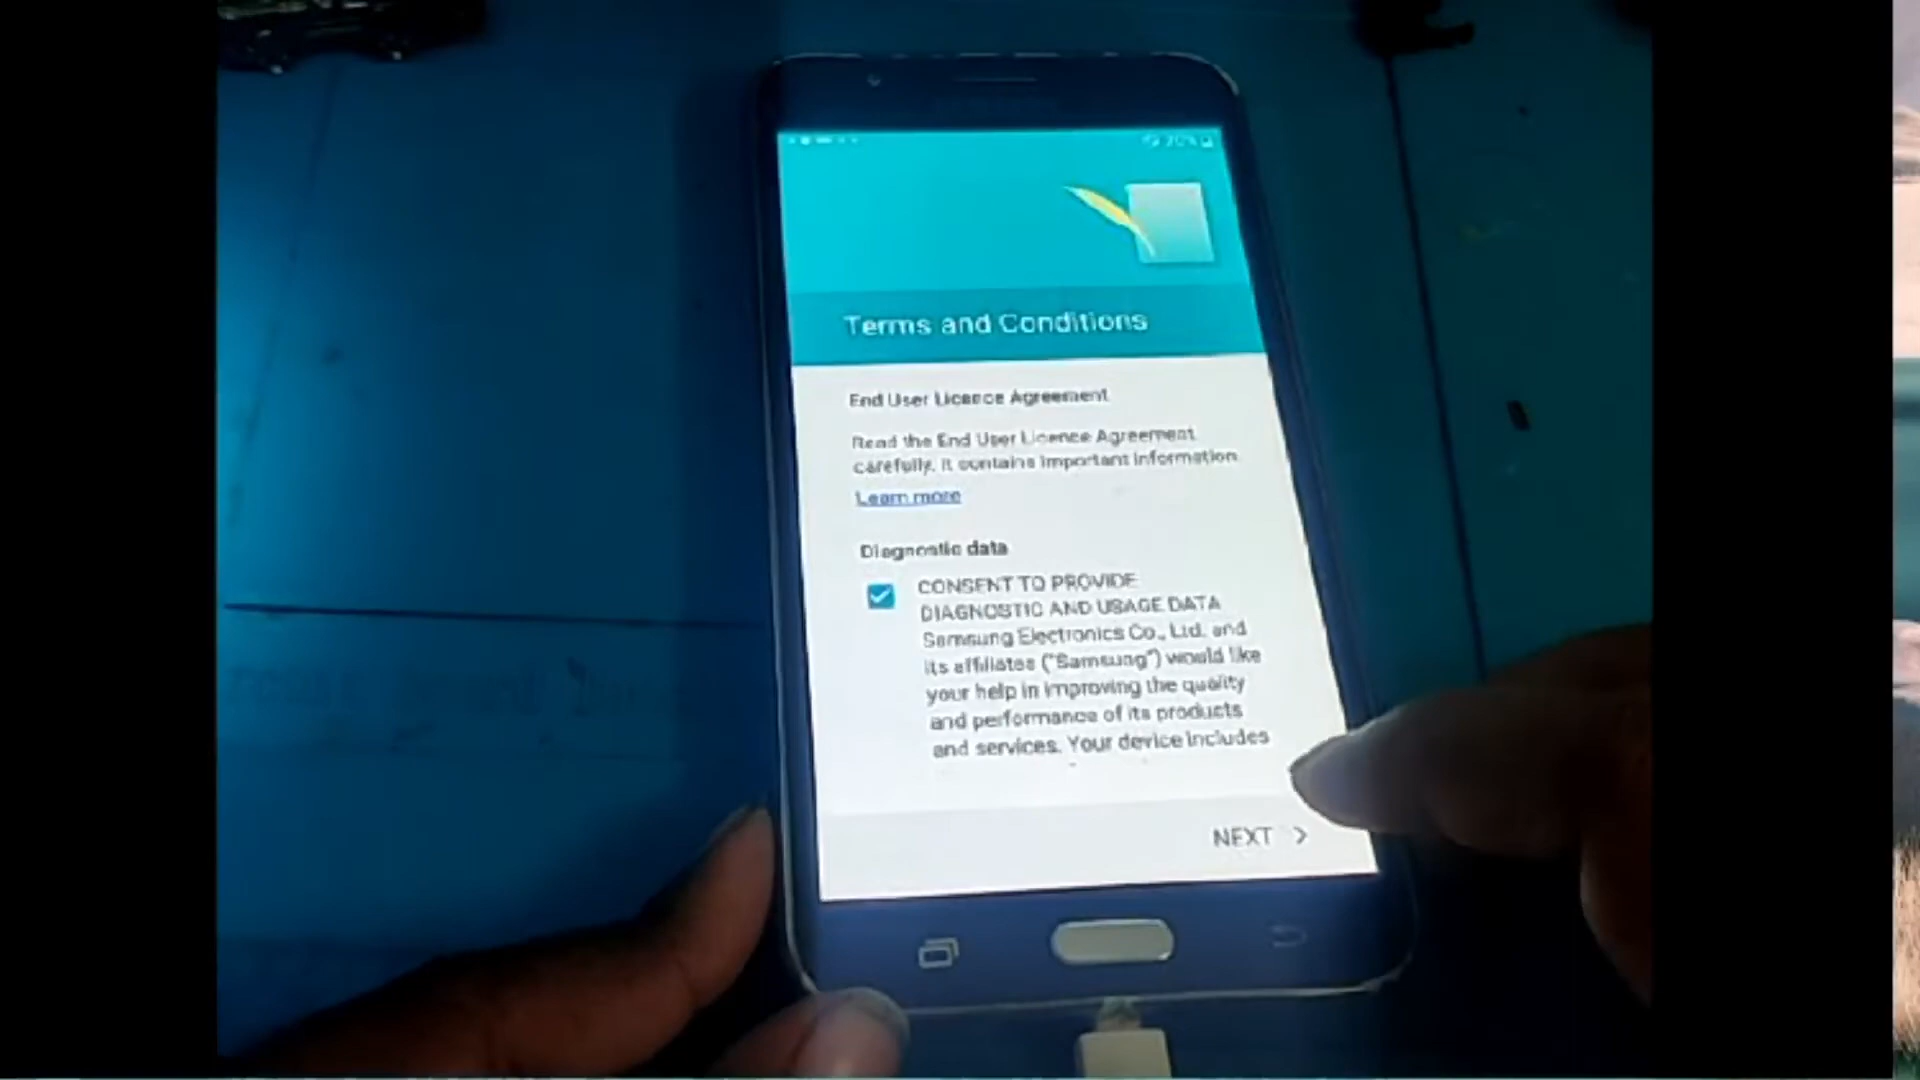 Terms and Conditions
End User Licence Agreement
Read the End User Licence Agreement
carefully. It contains important information.
Learn more
Diagnostic data
CONSENT TO PROVIDE
DIAGNOSTIC AND USAGE DATA
Samsung Electronics Co., Ltd. and
its affiliates ("Samsung") would like
your help in improving the quality
and performance of its products
and services. Your device includes
NEXT >